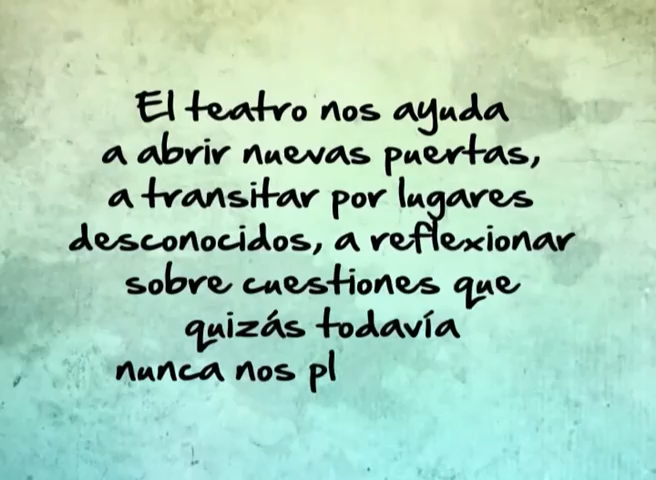 El teatro nos ayuda
a abrir nuevas puertas,
a transitar por lugares
desconocidos, a reflexionar
sobre cuestiones que
quizás todavía
nunca nos pl